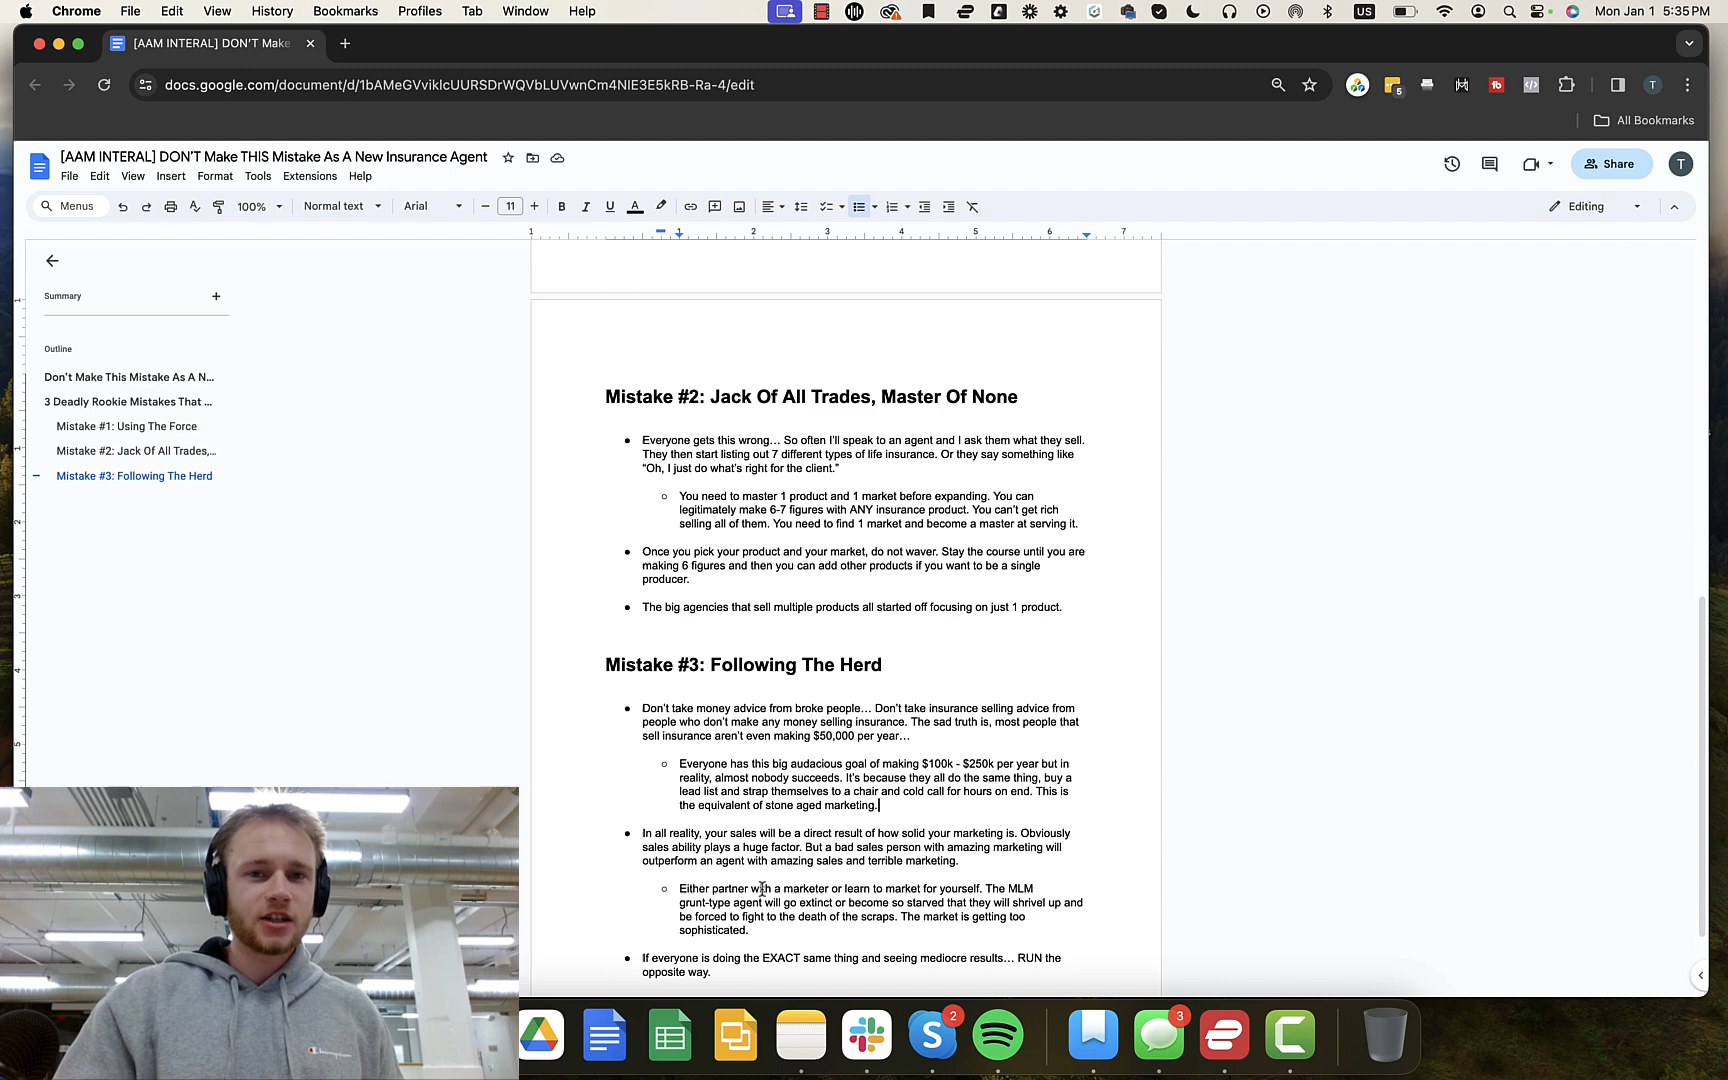 Chrome File Edit View History Bookmarks Profiles Tab Window Help
US
Mon Jan 1 5:35 PM
[AAM INTERAL] DON'T Make
docs.google.com/document/d/1bAMeGVviklcUURSDrWQVbLUVwnCm4NlE3E5kRB-Ra-4/edit
5
T
All Bookmarks
[AAM INTERAL] DON'T Make THIS Mistake As A New Insurance Agent
File Edit View Insert Format Tools Extensions Help
Share
T
Menus
100%
Normal text
Arial
11
B I U A
Editing
1 1 2 3 4 5 6 7
Summary
Outline
Don't Make This Mistake As A N...
3 Deadly Rookie Mistakes That ...
Mistake #1: Using The Force
Mistake #2: Jack Of All Trades,...
Mistake #3: Following The Herd
Mistake #2: Jack Of All Trades, Master Of None
Everyone gets this wrong… So often I'll speak to an agent and I ask them what they sell.
They then start listing out 7 different types of life insurance. Or they say something like
“Oh, I just do what's right for the client.”
You need to master 1 product and 1 market before expanding. You can
legitimately make 6-7 figures with ANY insurance product. You can't get rich
selling all of them. You need to find 1 market and become a master at serving it.
Once you pick your product and your market, do not waver. Stay the course until you are
making 6 figures and then you can add other products if you want to be a single
producer.
The big agencies that sell multiple products all started off focusing on just 1 product.
Mistake #3: Following The Herd
Don't take money advice from broke people… Don't take insurance selling advice from
people who don't make any money selling insurance. The sad truth is, most people that
sell insurance aren't even making $50,000 per year…
Everyone has this big audacious goal of making $100k - $250k per year but in
reality, almost nobody succeeds. It's because they all do the same thing, buy a
lead list and strap themselves to a chair and cold call for hours on end. This is
the equivalent of stone aged marketing.
In all reality, your sales will be a direct result of how solid your marketing is. Obviously
sales ability plays a huge factor. But a bad sales person with amazing marketing will
outperform an agent with amazing sales and terrible marketing.
Either partner with a marketer or learn to market for yourself. The MLM
grunt-type agent will go extinct or become so starved that they will shrivel up and
be forced to fight to the death of the scraps. The market is getting too
sophisticated.
If everyone is doing the EXACT same thing and seeing mediocre results… RUN the
opposite way.
2
3